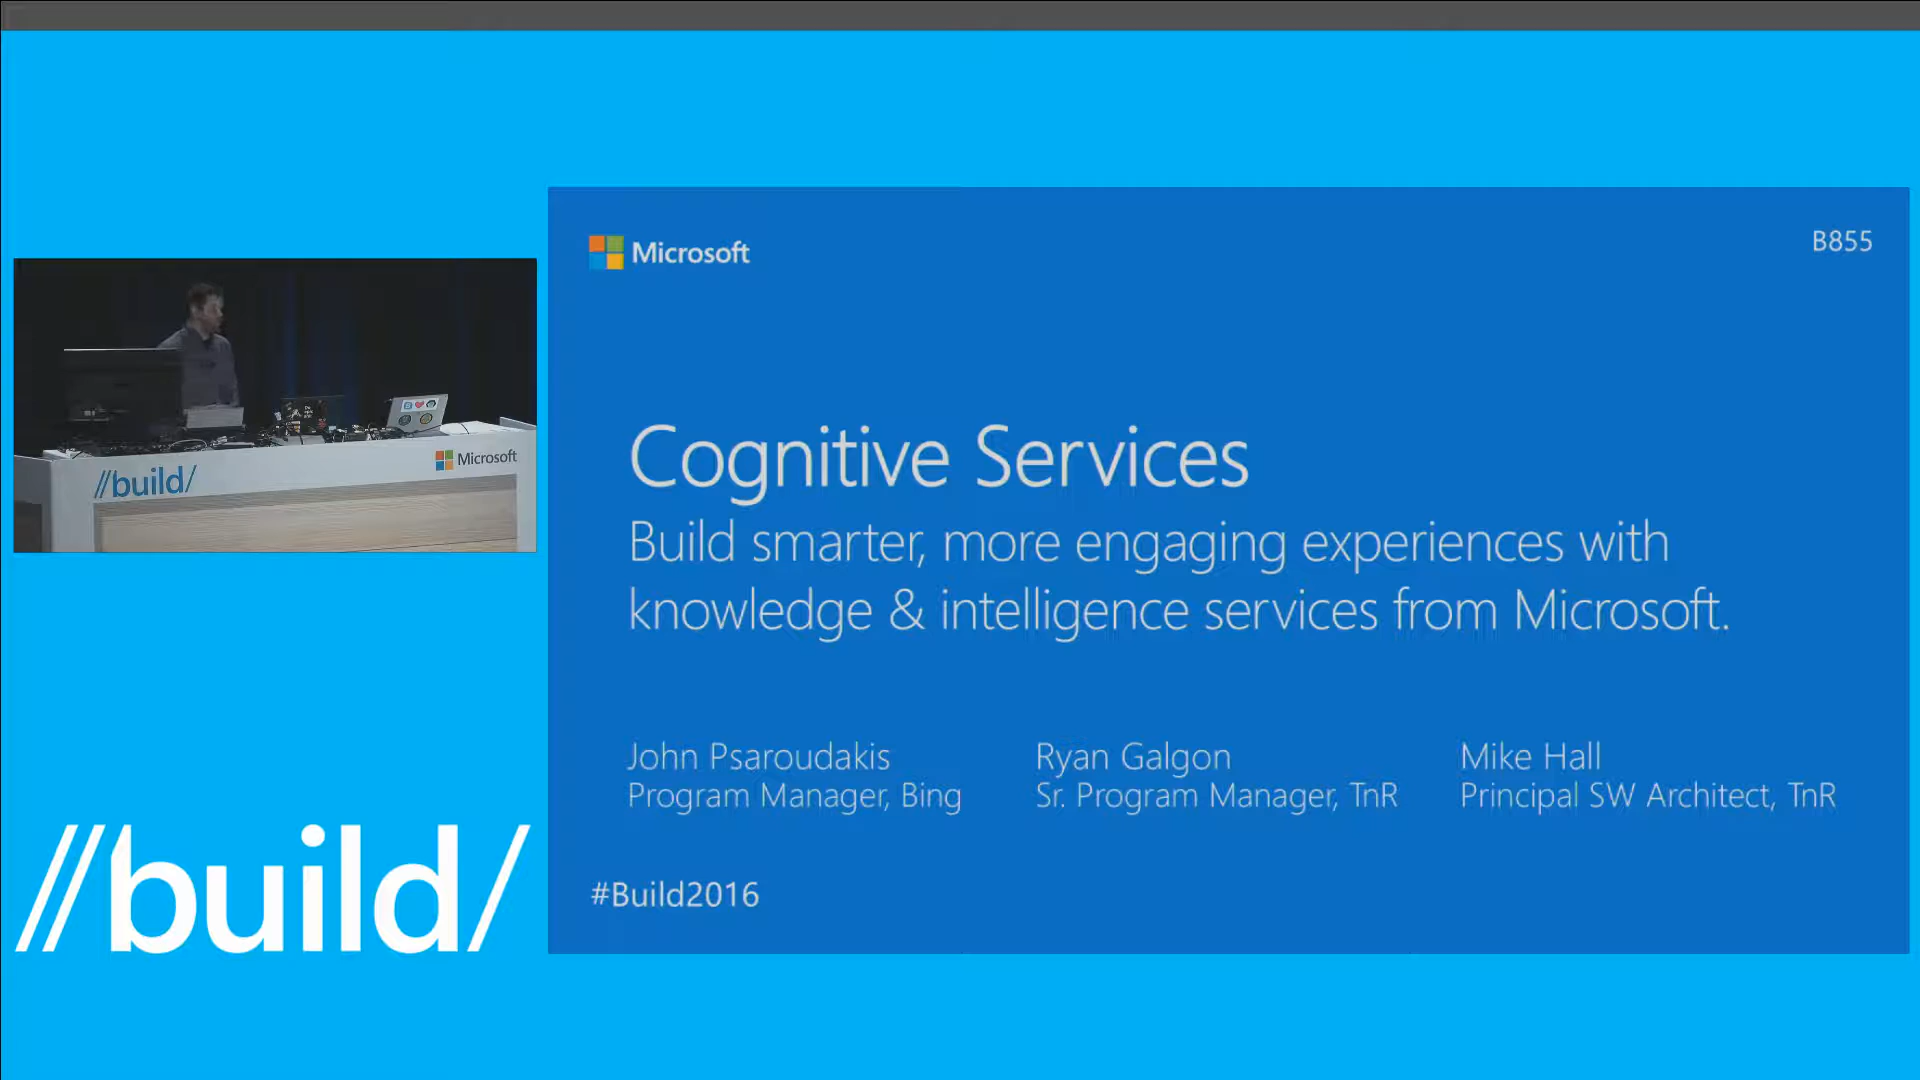 Microsoft
B855
Cognitive Services
Build smarter, more engaging experiences with
knowledge & intelligence services from Microsoft.
John Psaroudakis
Program Manager, Bing
Ryan Galgon
Sr. Program Manager, TnR
Mike Hall
Principal SW Architect, TnR
#Build2016
//build/
Microsoft
//build/